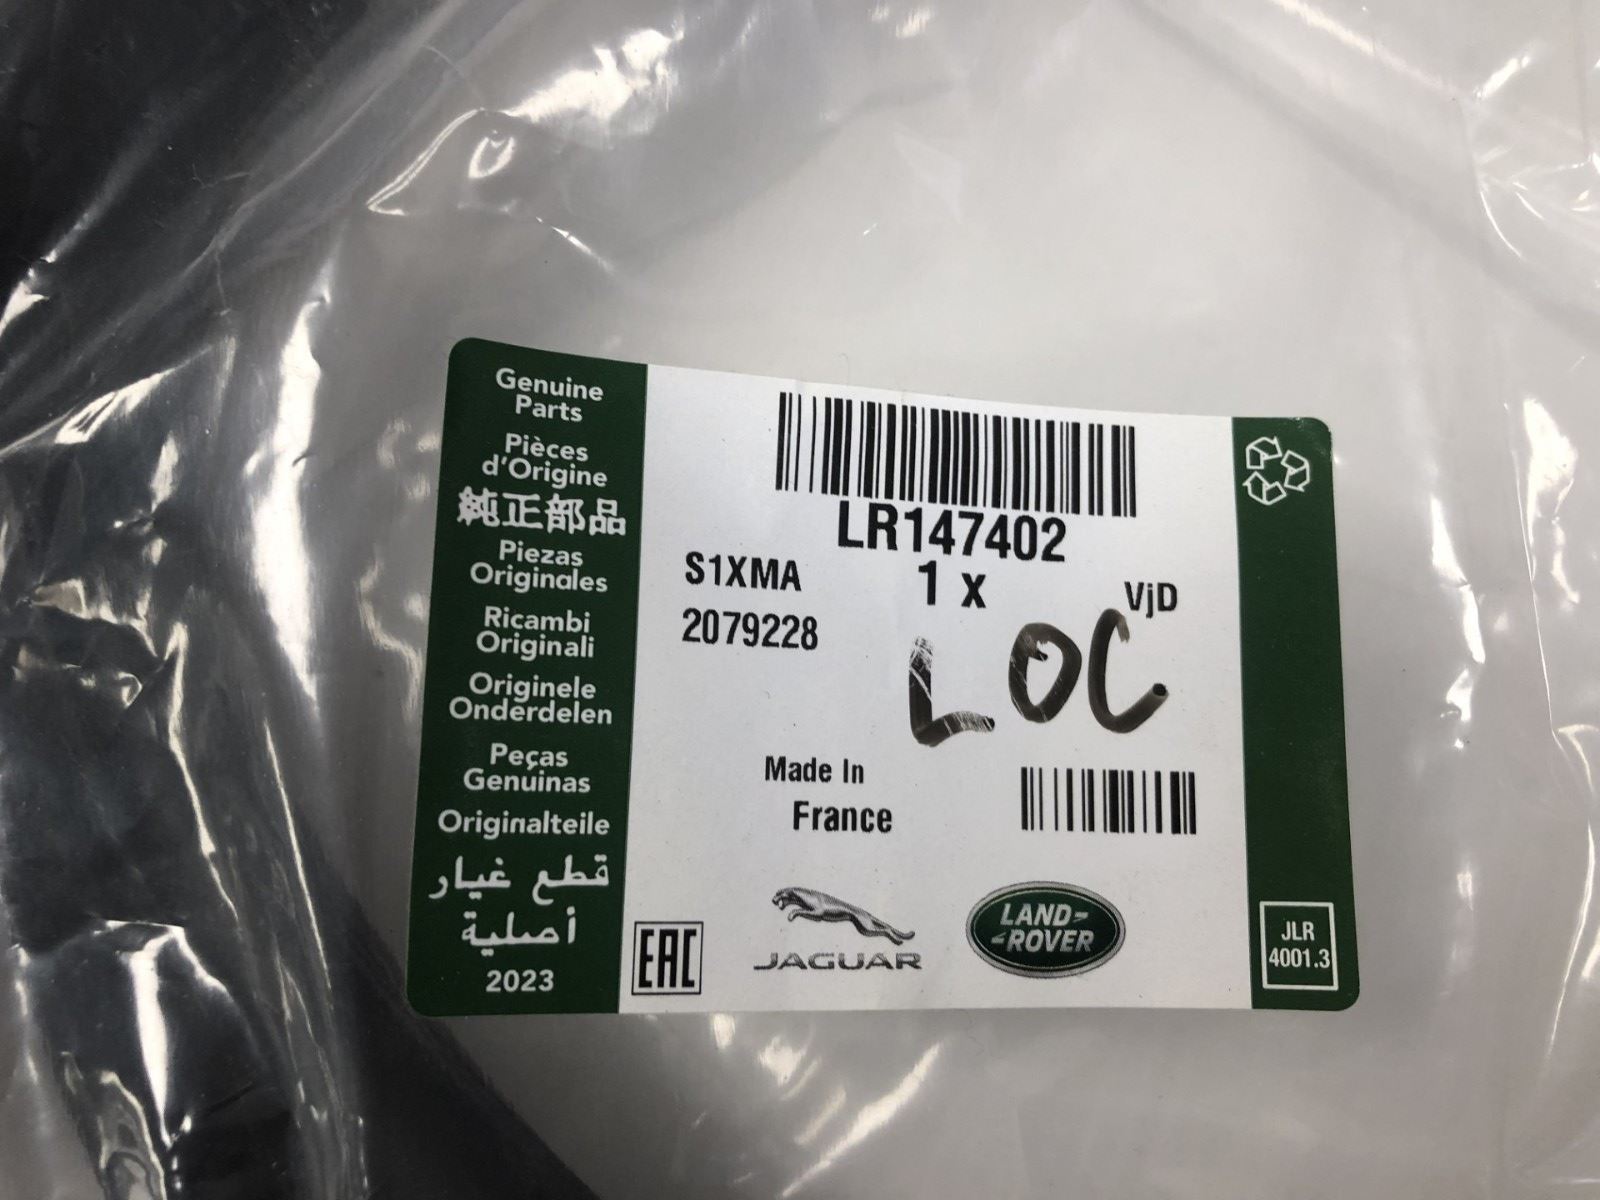 Genuine
Parts
Pièces
d'Origine
純正部品
Piezas
Originales
Ricambi
Originali
Originele
Onderdelen
Peças
Genuinas
Originalteile
قطع غيار
أصلية
2023
LR147402
S1XMA
1 x
VjD
2079228
LOC
Made In
France
EAC
JAGUAR
LAND-
-ROVER
JLR
4001.3